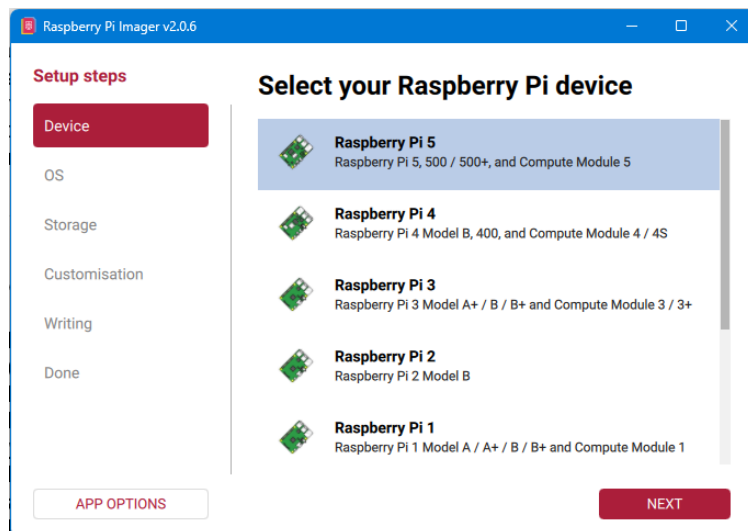 Raspberry Pi Imager v2.0.6
Setup steps
Device
OS
Storage
Customisation
Writing
Done
APP OPTIONS
Select your Raspberry Pi device
Raspberry Pi 5
Raspberry Pi 5, 500 / 500+, and Compute Module 5
Raspberry Pi 4
Raspberry Pi 4 Model B, 400, and Compute Module 4 / 4S
Raspberry Pi 3
Raspberry Pi 3 Model A+ / B / B+ and Compute Module 3 / 3+
Raspberry Pi 2
Raspberry Pi 2 Model B
Raspberry Pi 1
Raspberry Pi 1 Model A / A+ / B / B+ and Compute Module 1
NEXT